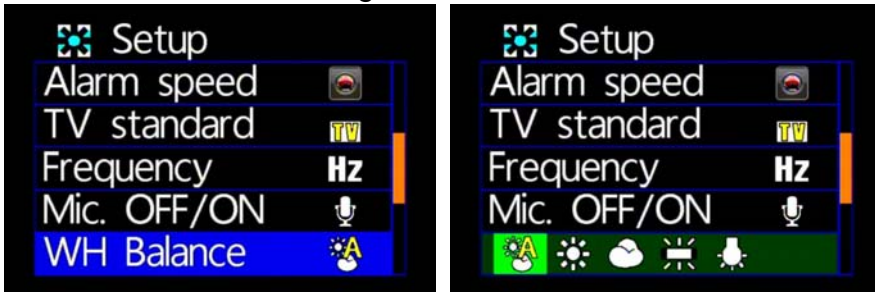 Setup
Alarm speed
TV standard TV
Frequency Hz
Mic. OFF/ON
WH Balance A
Setup
Alarm speed
TV standard TV
Frequency Hz
Mic. OFF/ON
A